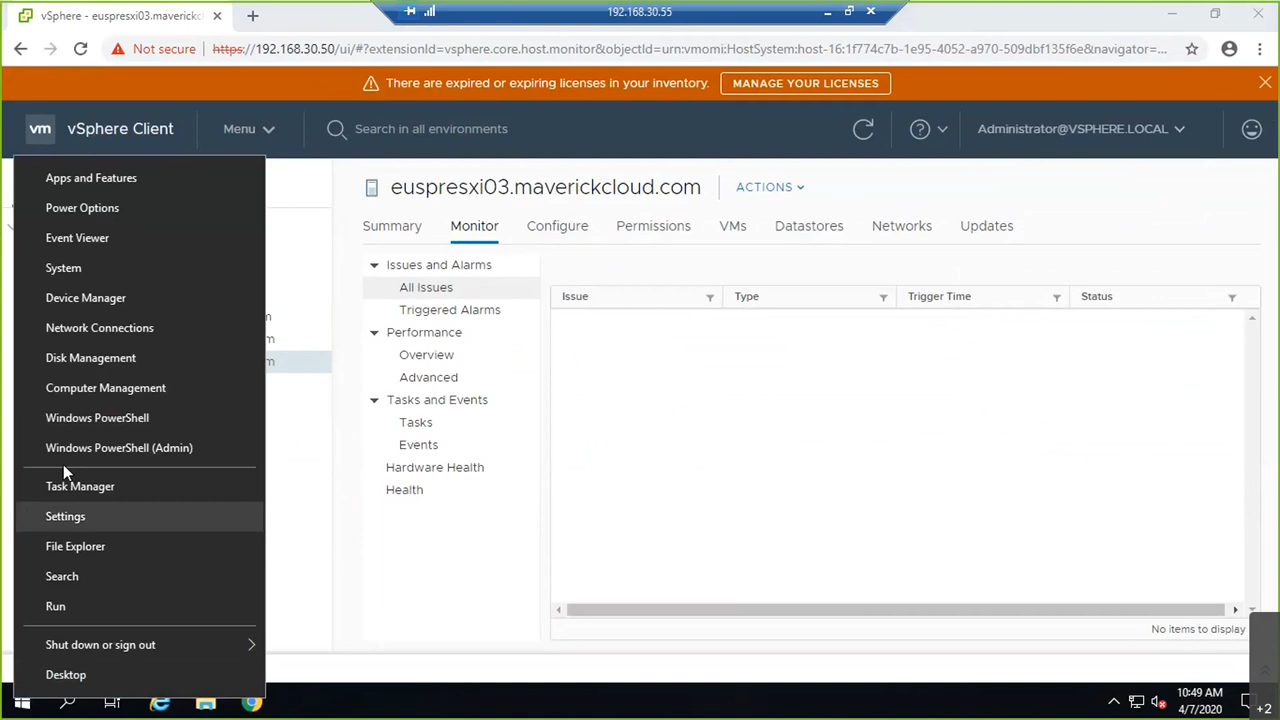 vSphere - euspresxi03.maverickcl
192.168.30.55
Not secure
https://192.168.30.50/ui/#?extensionId=vsphere.core.host.monitor&objectId=urn:vmomi:HostSystem:host-16:1f774c7b-1e95-4052-a970-509dbf135f6e&navigator=...
There are expired or expiring licenses in your inventory.
MANAGE YOUR LICENSES
vm
vSphere Client
Menu
Search in all environments
Administrator@VSPHERE.LOCAL
Apps and Features
Power Options
Event Viewer
System
Device Manager
Network Connections
Disk Management
Computer Management
Windows PowerShell
Windows PowerShell (Admin)
Task Manager
Settings
File Explorer
Search
Run
Shut down or sign out
Desktop
m
m
m
euspresxi03.maverickcloud.com
ACTIONS
Summary
Monitor
Configure
Permissions
VMs
Datastores
Networks
Updates
Issues and Alarms
All Issues
Triggered Alarms
Performance
Overview
Advanced
Tasks and Events
Tasks
Events
Hardware Health
Health
Issue
Type
Trigger Time
Status
No items to display
10:49 AM
4/7/2020
+2